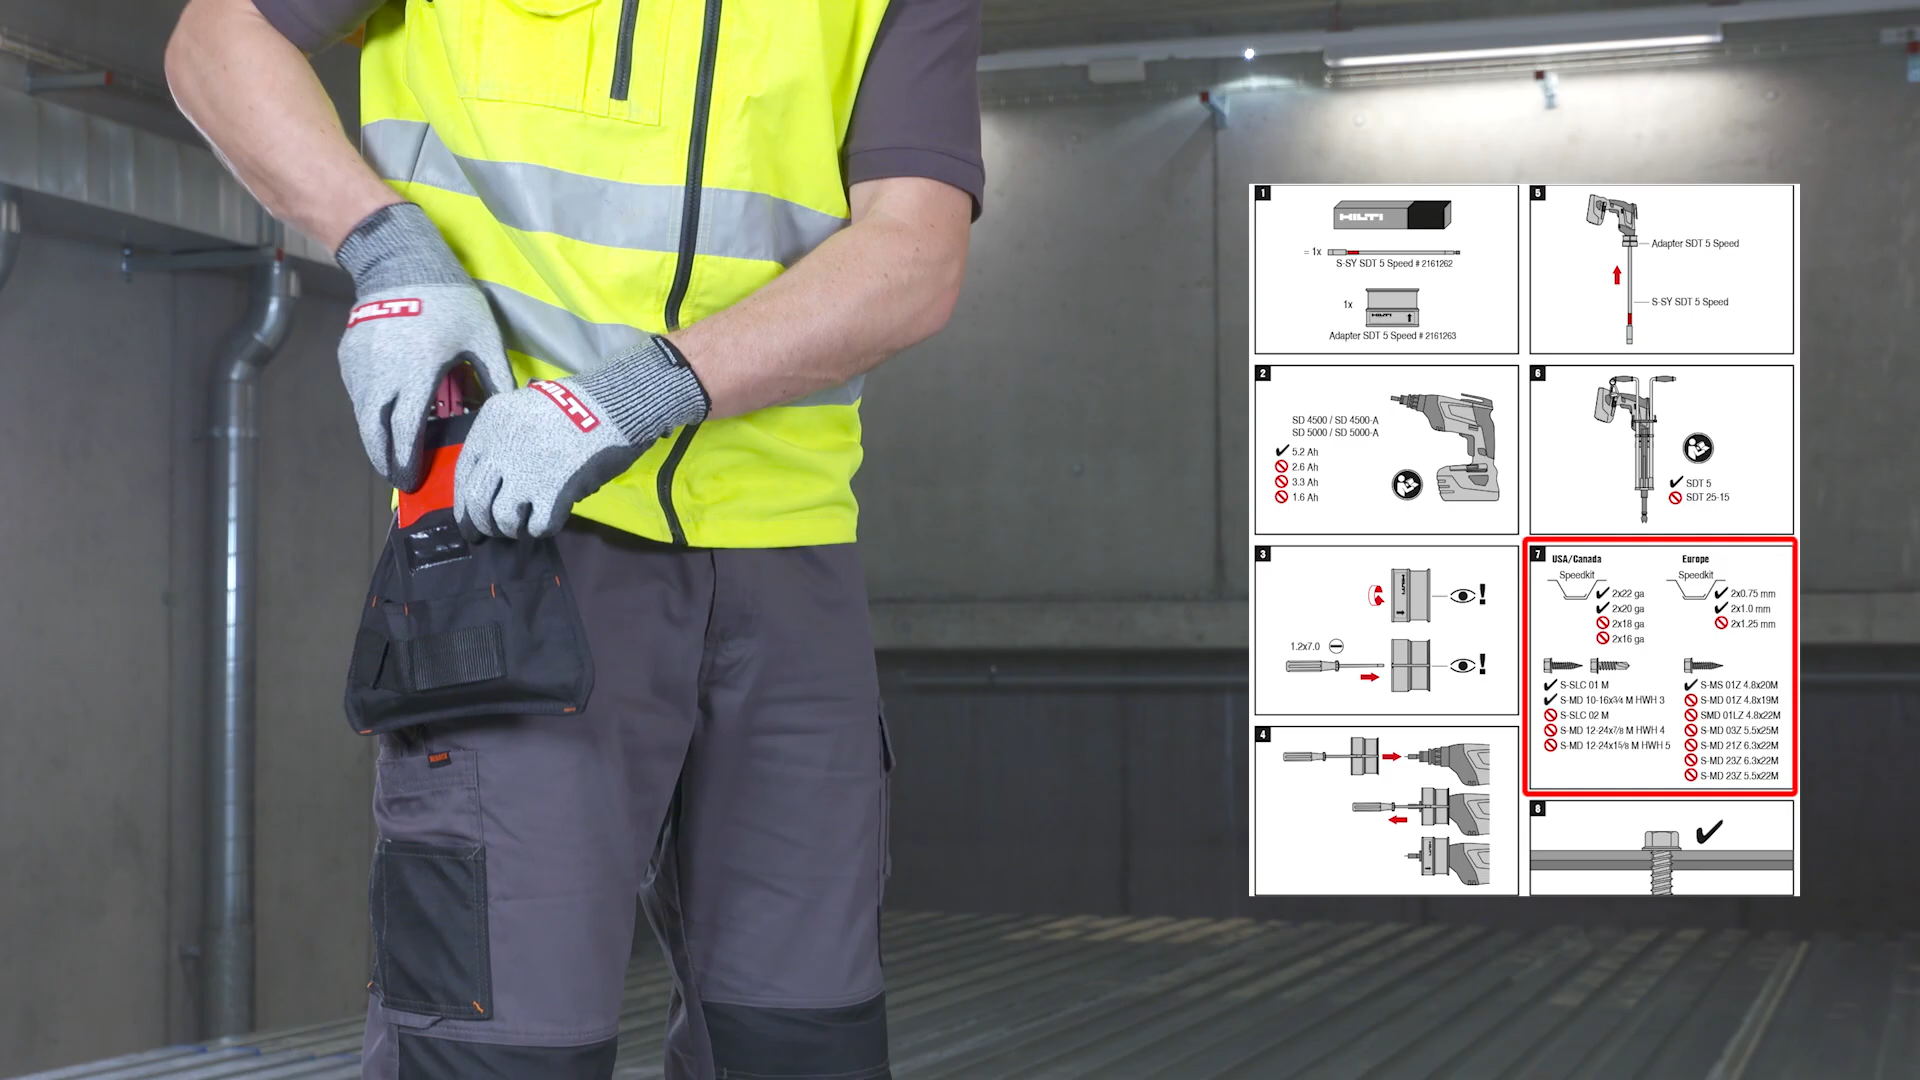 HILTI
HILTI
1
HILTI
= 1x
S-SY SDT 5 Speed # 2161262
1x
HILTI
Adapter SDT 5 Speed # 2161263
2
SD 4500 / SD 4500-A
SD 5000 / SD 5000-A
5.2 Ah
2.6 Ah
3.3 Ah
1.6 Ah
3
HILTI
!
1.2x7.0
!
4
HILTI
5
Adapter SDT 5 Speed
S-SY SDT 5 Speed
6
SDT 5
SDT 25-15
7
USA/Canada
Speedkit
2x22 ga
2x20 ga
2x18 ga
2x16 ga
S-SLC 01 M
S-MD 10-16x3/4 M HWH 3
S-SLC 02 M
S-MD 12-24x7/8 M HWH 4
S-MD 12-24x15/8 M HWH 5
Europe
Speedkit
2x0.75 mm
2x1.0 mm
2x1.25 mm
S-MS 01Z 4.8x20M
S-MD 01Z 4.8x19M
SMD 01LZ 4.8x22M
S-MD 03Z 5.5x25M
S-MD 21Z 6.3x22M
S-MD 23Z 6.3x22M
S-MD 23Z 5.5x22M
8